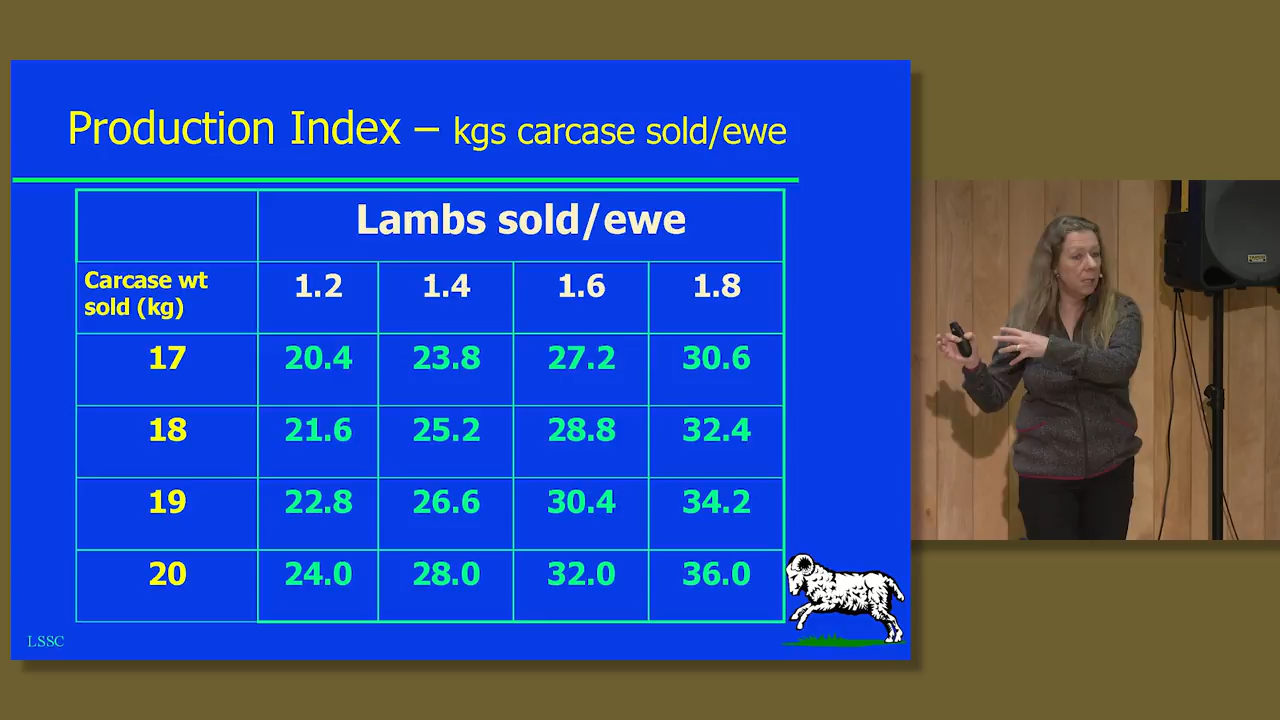 Production Index – kgs carcase sold/ewe
Lambs sold/ewe
Carcase wt
sold (kg)
1.2 1.4 1.6 1.8
17 20.4 23.8 27.2 30.6
18 21.6 25.2 28.8 32.4
19 22.8 26.6 30.4 34.2
20 24.0 28.0 32.0 36.0
LSSC